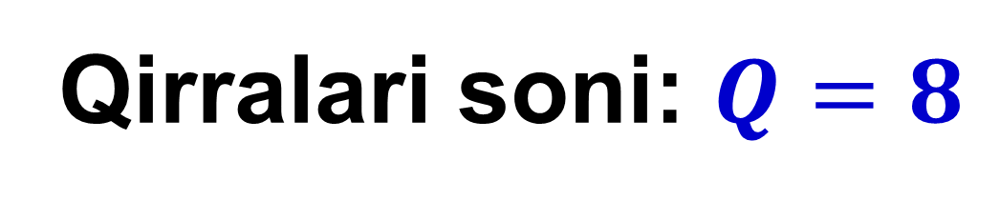 Qirralari soni: Q = 8